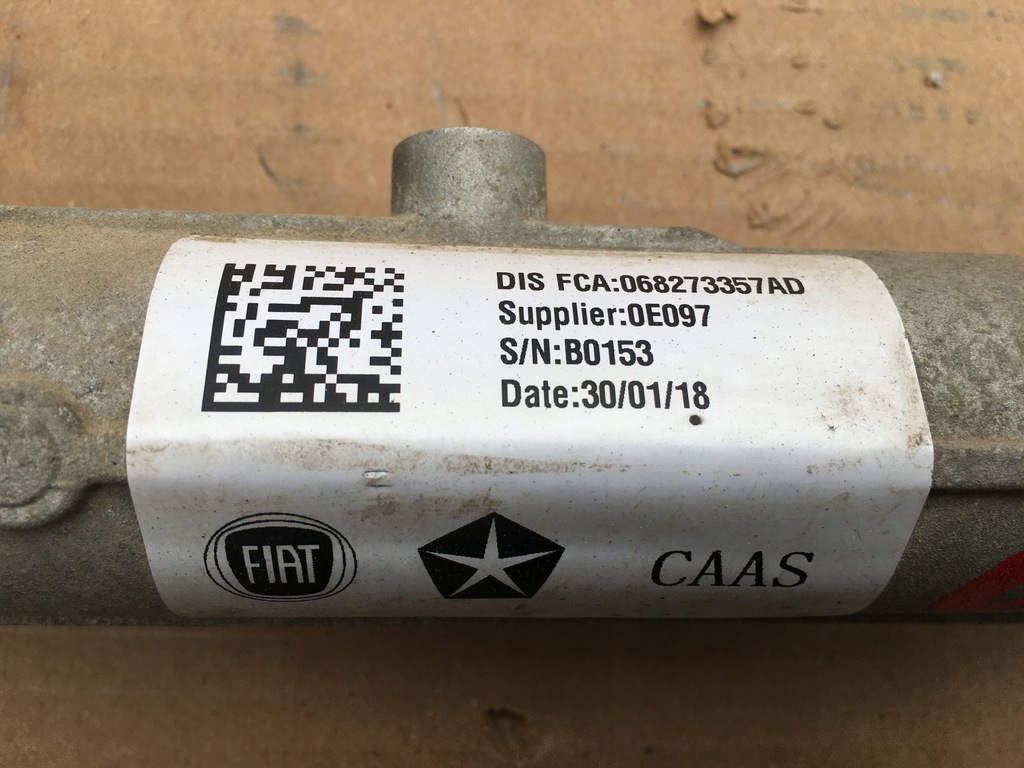 DIS FCA:068273357AD
Supplier:0E097
S/N:B0153
Date:30/01/18
FIAT
CAAS